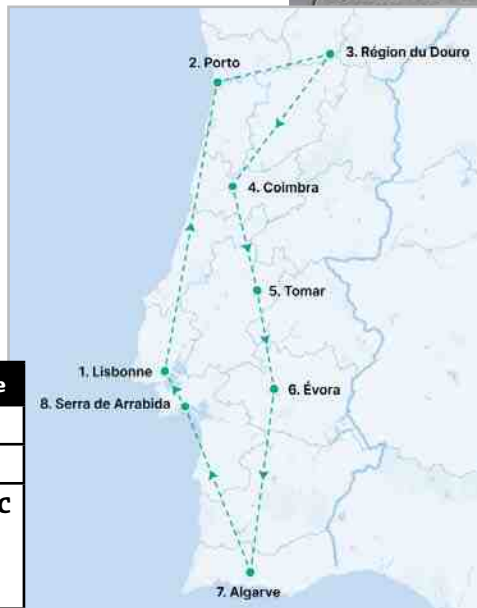 3. Région du Douro
2. Porto
4. Coimbra
5. Tomar
1. Lisbonne
6. Évora
8. Serra de Arrabida
7. Algarve
e
C